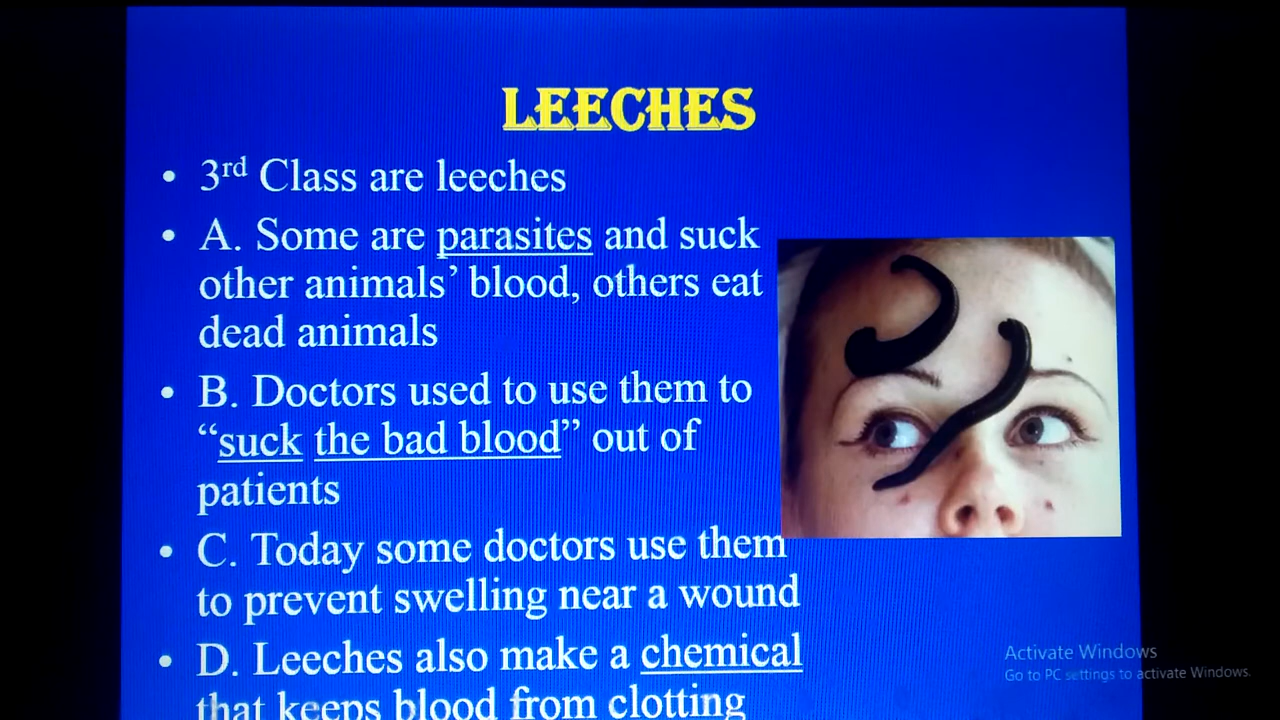 LEECHES
• 3rd Class are leeches
• A. Some are parasites and suck
other animals’ blood, others eat
dead animals
• B. Doctors used to use them to
“suck the bad blood” out of
patients
• C. Today some doctors use them
to prevent swelling near a wound
• D. Leeches also make a chemical
that keeps blood from clotting
Activate Windows
Go to PC settings to activate Windows.